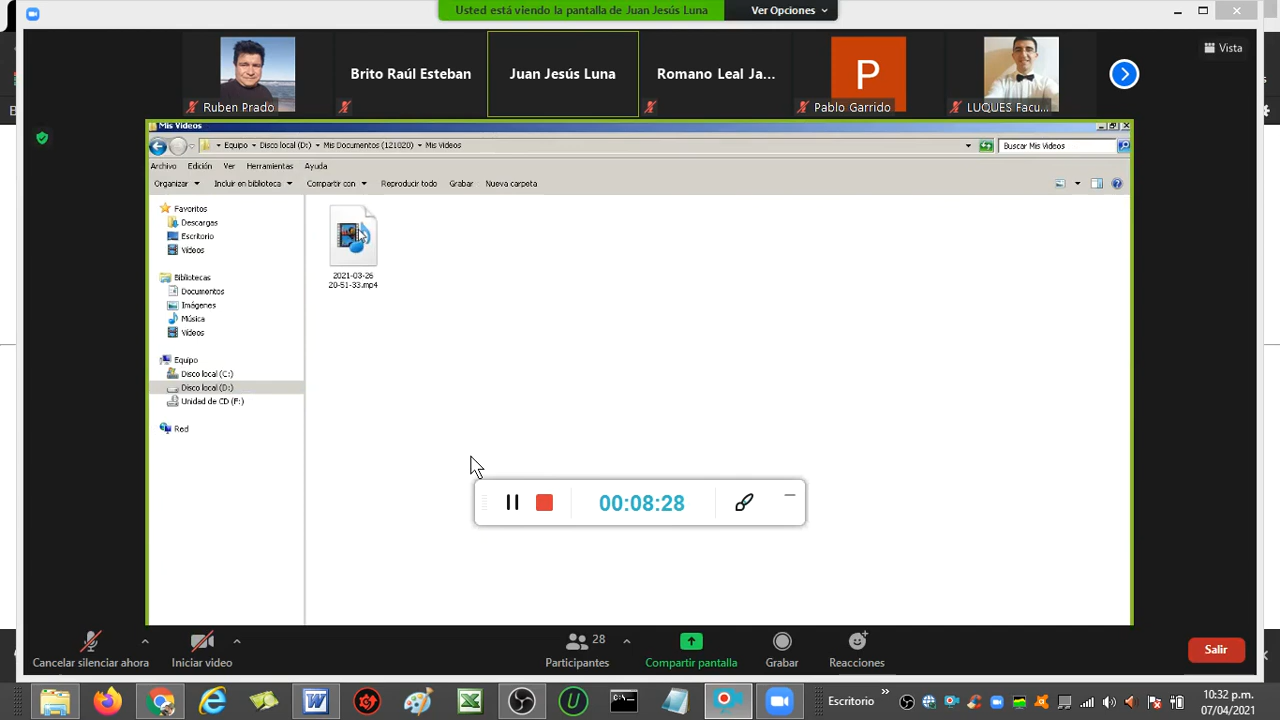 Usted está viendo la pantalla de Juan Jesús Luna
Ver Opciones
Vista
Ruben Prado
Brito Raúl Esteban
Juan Jesús Luna
Romano Leal Ja...
P
Pablo Garrido
LUQUES Facu...
Mis Videos
Equipo
Disco local (D:)
Mis Documentos (121020)
Mis Videos
Buscar Mis Videos
Archivo Edición Ver Herramientas Ayuda
Organizar Incluir en biblioteca Compartir con Reproducir todo Grabar Nueva carpeta
Favoritos
Descargas
Escritorio
Vídeos
Bibliotecas
Documentos
Imágenes
Música
Vídeos
Equipo
Disco local (C:)
Disco local (D:)
Unidad de CD (F:)
Red
2021-03-26
20-51-33.mp4
00:08:28
Cancelar silenciar ahora
Iniciar video
28
Participantes
Compartir pantalla
Grabar
Reacciones
Salir
Escritorio
10:32 p.m.
07/04/2021